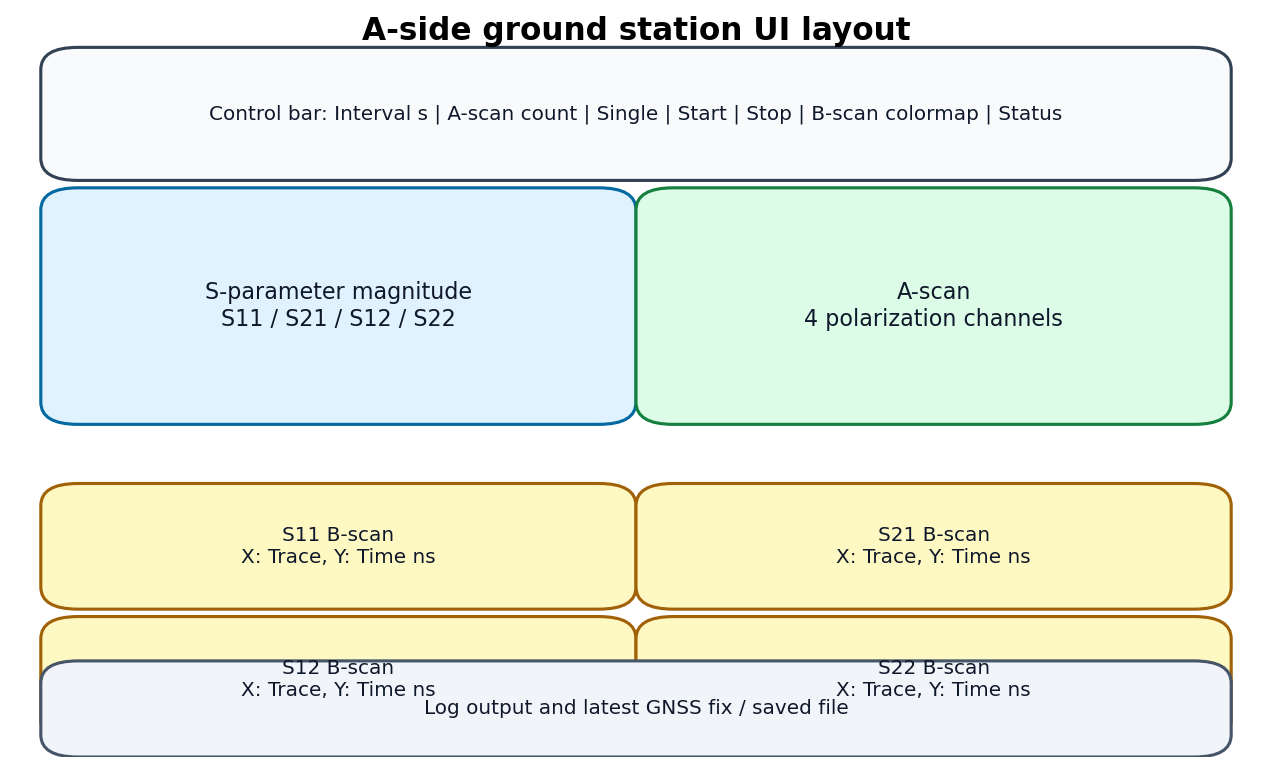 A-side ground station UI layout
Control bar: Interval s | A-scan count | Single | Start | Stop | B-scan colormap | Status
S-parameter magnitude
S11 / S21 / S12 / S22
A-scan
4 polarization channels
S11 B-scan
X: Trace, Y: Time ns
S21 B-scan
X: Trace, Y: Time ns
S12 B-scan
X: Trace, Y: Time ns
S22 B-scan
X: Trace, Y: Time ns
Log output and latest GNSS fix / saved file